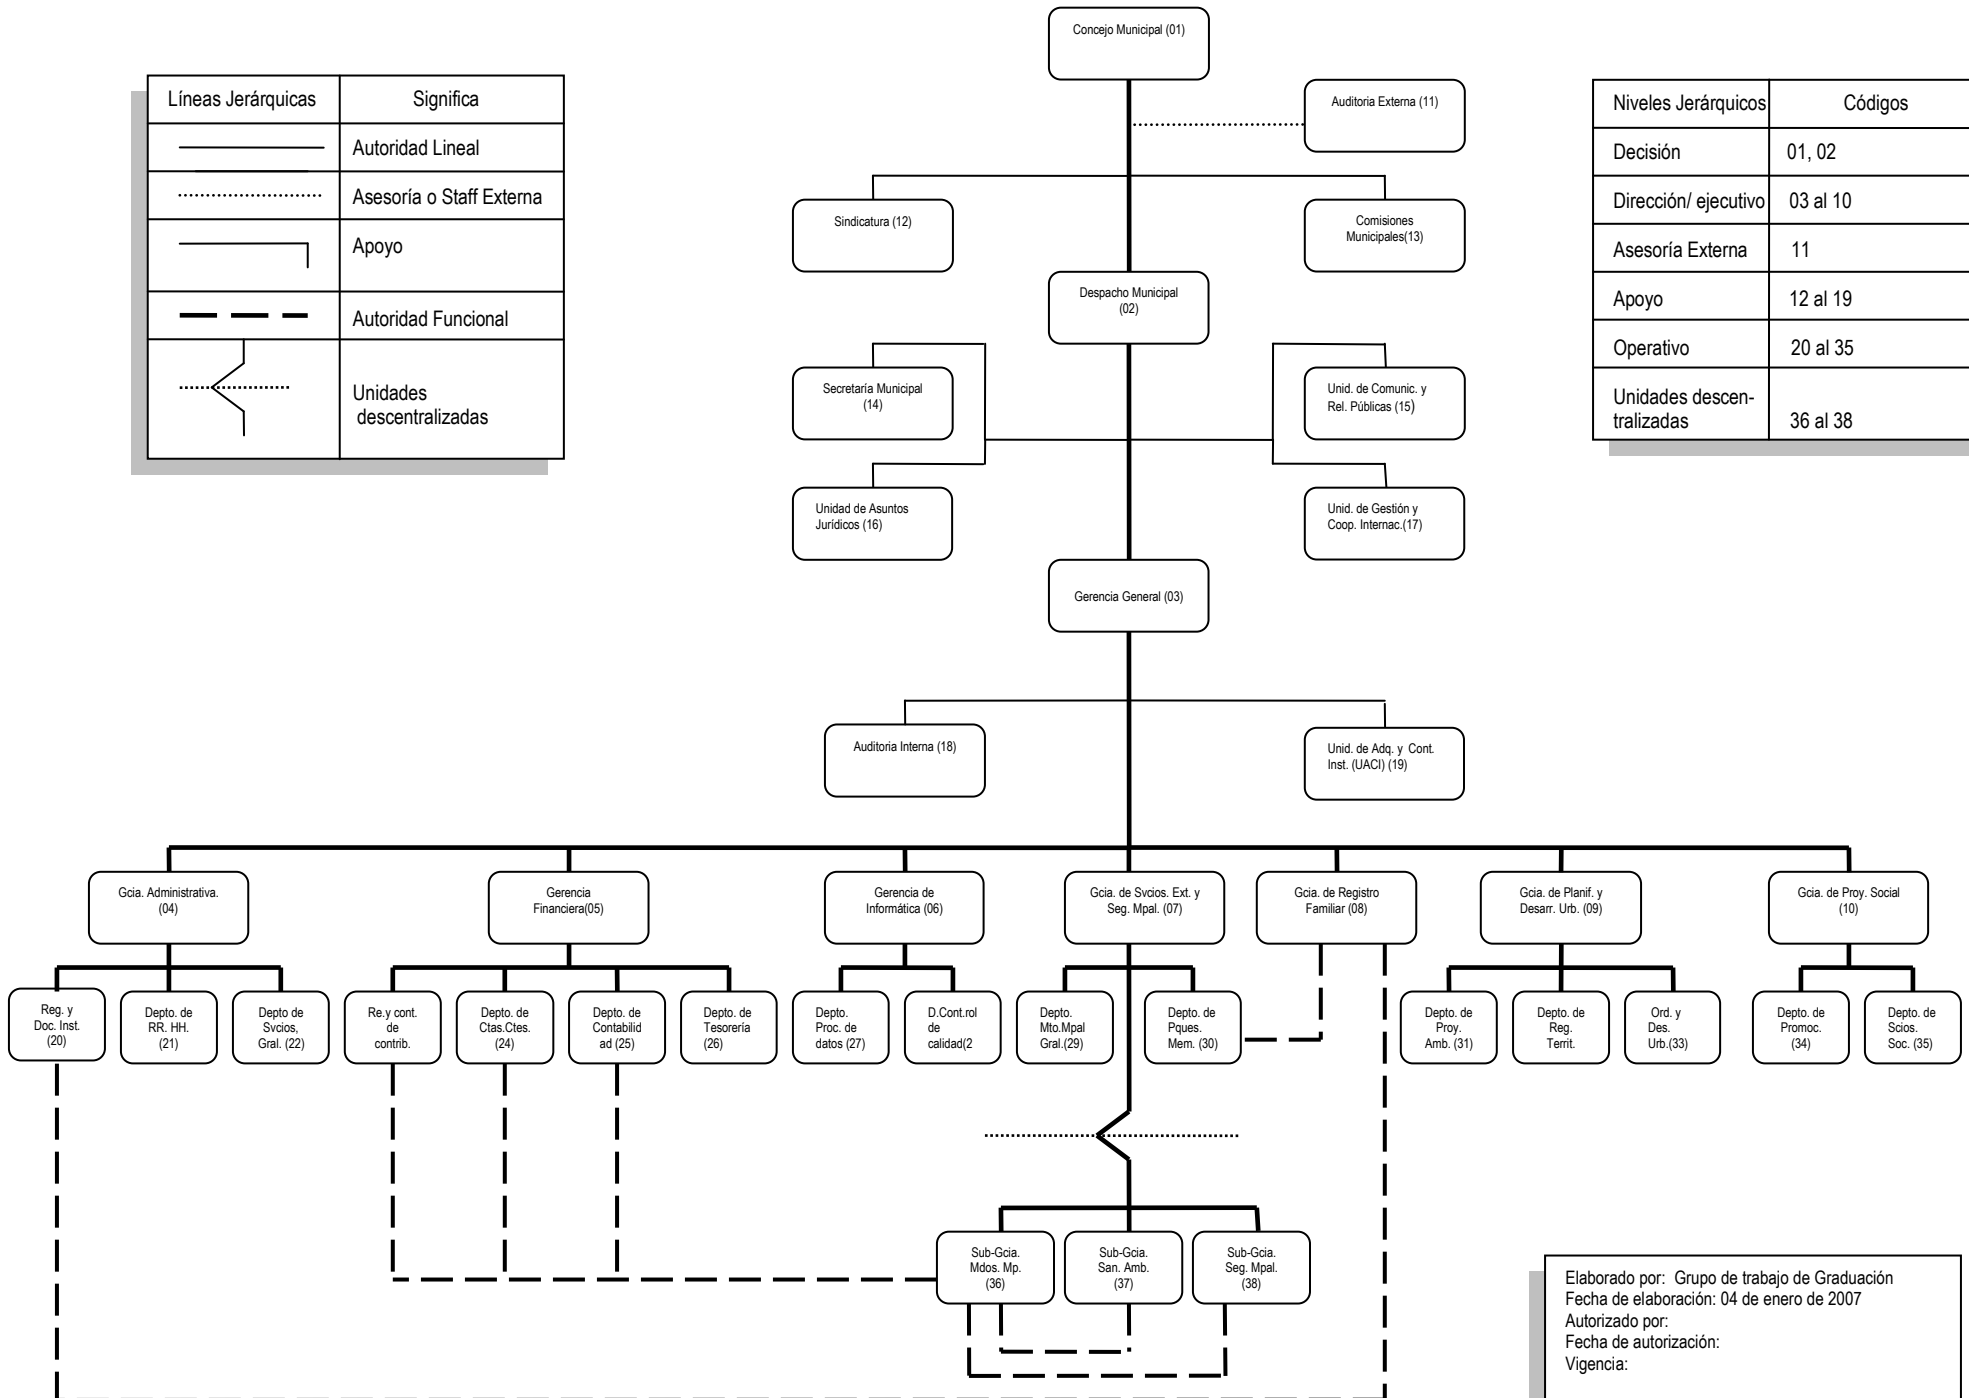 Concejo Municipal (01)
Líneas Jerárquicas Significa
Autoridad Lineal
Asesoría o Staff Externa
Apoyo
Autoridad Funcional
Unidades
descentralizadas
Auditoria Externa (11)
Niveles Jerárquicos Códigos
Decisión 01, 02
Dirección/ ejecutivo 03 al 10
Asesoría Externa 11
Apoyo 12 al 19
Operativo 20 al 35
Unidades descen-
tralizadas 36 al 38
Sindicatura (12)
Comisiones
Municipales(13)
Despacho Municipal
(02)
Secretaría Municipal
(14)
Unid. de Comunic. y
Rel. Públicas (15)
Unidad de Asuntos
Jurídicos (16)
Unid. de Gestión y
Coop. Internac.(17)
Gerencia General (03)
Auditoria Interna (18)
Unid. de Adq. y Cont.
Inst. (UACI) (19)
Gcia. Administrativa.
(04)
Gerencia
Financiera(05)
Gerencia de
Informática (06)
Gcia. de Svcios. Ext. y
Seg. Mpal. (07)
Gcia. de Registro
Familiar (08)
Gcia. de Planif. y
Desarr. Urb. (09)
Gcia. de Proy. Social
(10)
Reg. y
Doc. Inst.
(20)
Depto. de
RR. HH.
(21)
Depto de
Svcios,
Gral. (22)
Re.y cont.
de
contrib.
Depto. de
Ctas.Ctes.
(24)
Depto. de
Contabilid
ad (25)
Depto. de
Tesorería
(26)
Depto.
Proc. de
datos (27)
D.Cont.rol
de
calidad(2
Depto.
Mto.Mpal
Gral.(29)
Depto. de
Pques.
Mem. (30)
Depto. de
Proy.
Amb. (31)
Depto. de
Reg.
Territ.
Ord. y
Des.
Urb.(33)
Depto. de
Promoc.
(34)
Depto. de
Scios.
Soc. (35)
Sub-Gcia.
Mdos. Mp.
(36)
Sub-Gcia.
San. Amb.
(37)
Sub-Gcia.
Seg. Mpal.
(38)
Elaborado por: Grupo de trabajo de Graduación
Fecha de elaboración: 04 de enero de 2007
Autorizado por:
Fecha de autorización:
Vigencia: